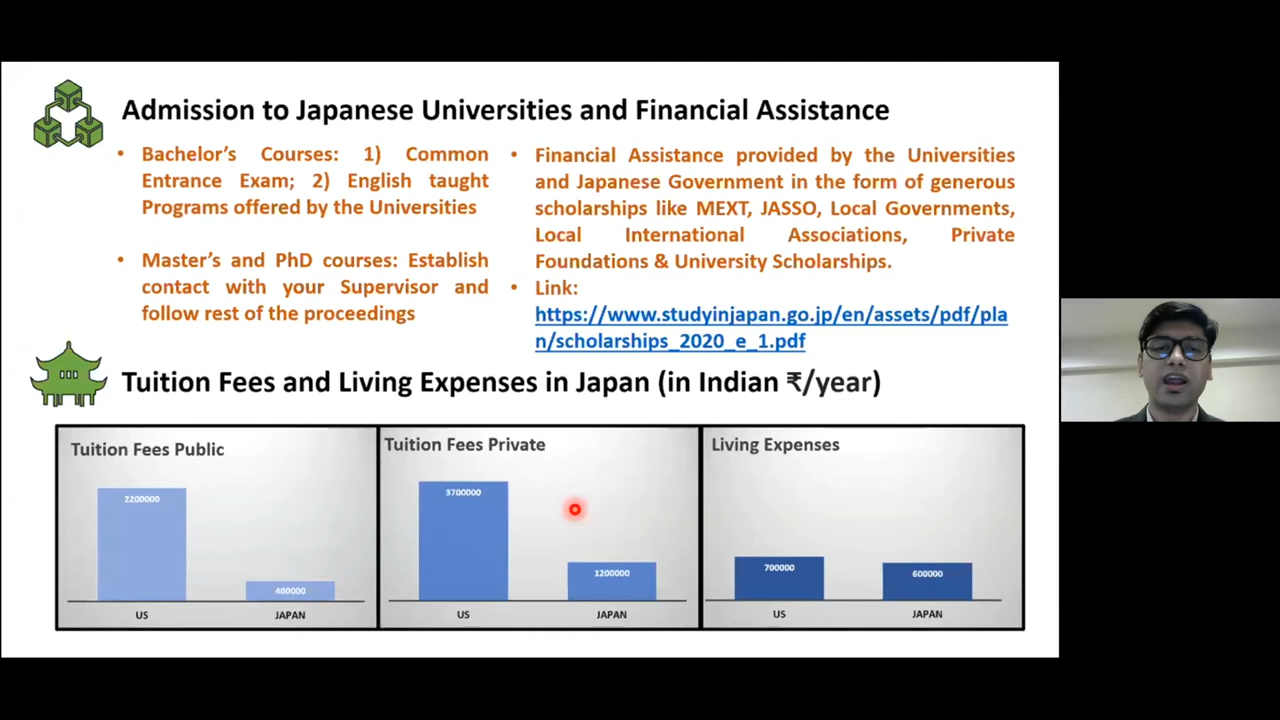 Admission to Japanese Universities and Financial Assistance
• Bachelor’s Courses: 1) Common
Entrance Exam; 2) English taught
Programs offered by the Universities
• Master’s and PhD courses: Establish
contact with your Supervisor and
follow rest of the proceedings
• Financial Assistance provided by the Universities
and Japanese Government in the form of generous
scholarships like MEXT, JASSO, Local Governments,
Local International Associations, Private
Foundations & University Scholarships.
• Link:
https://www.studyinjapan.go.jp/en/assets/pdf/pla
n/scholarships_2020_e_1.pdf
Tuition Fees and Living Expenses in Japan (in Indian ₹/year)
Tuition Fees Public
2200000
400000
US JAPAN
Tuition Fees Private
3700000
1200000
US JAPAN
Living Expenses
700000
600000
US JAPAN